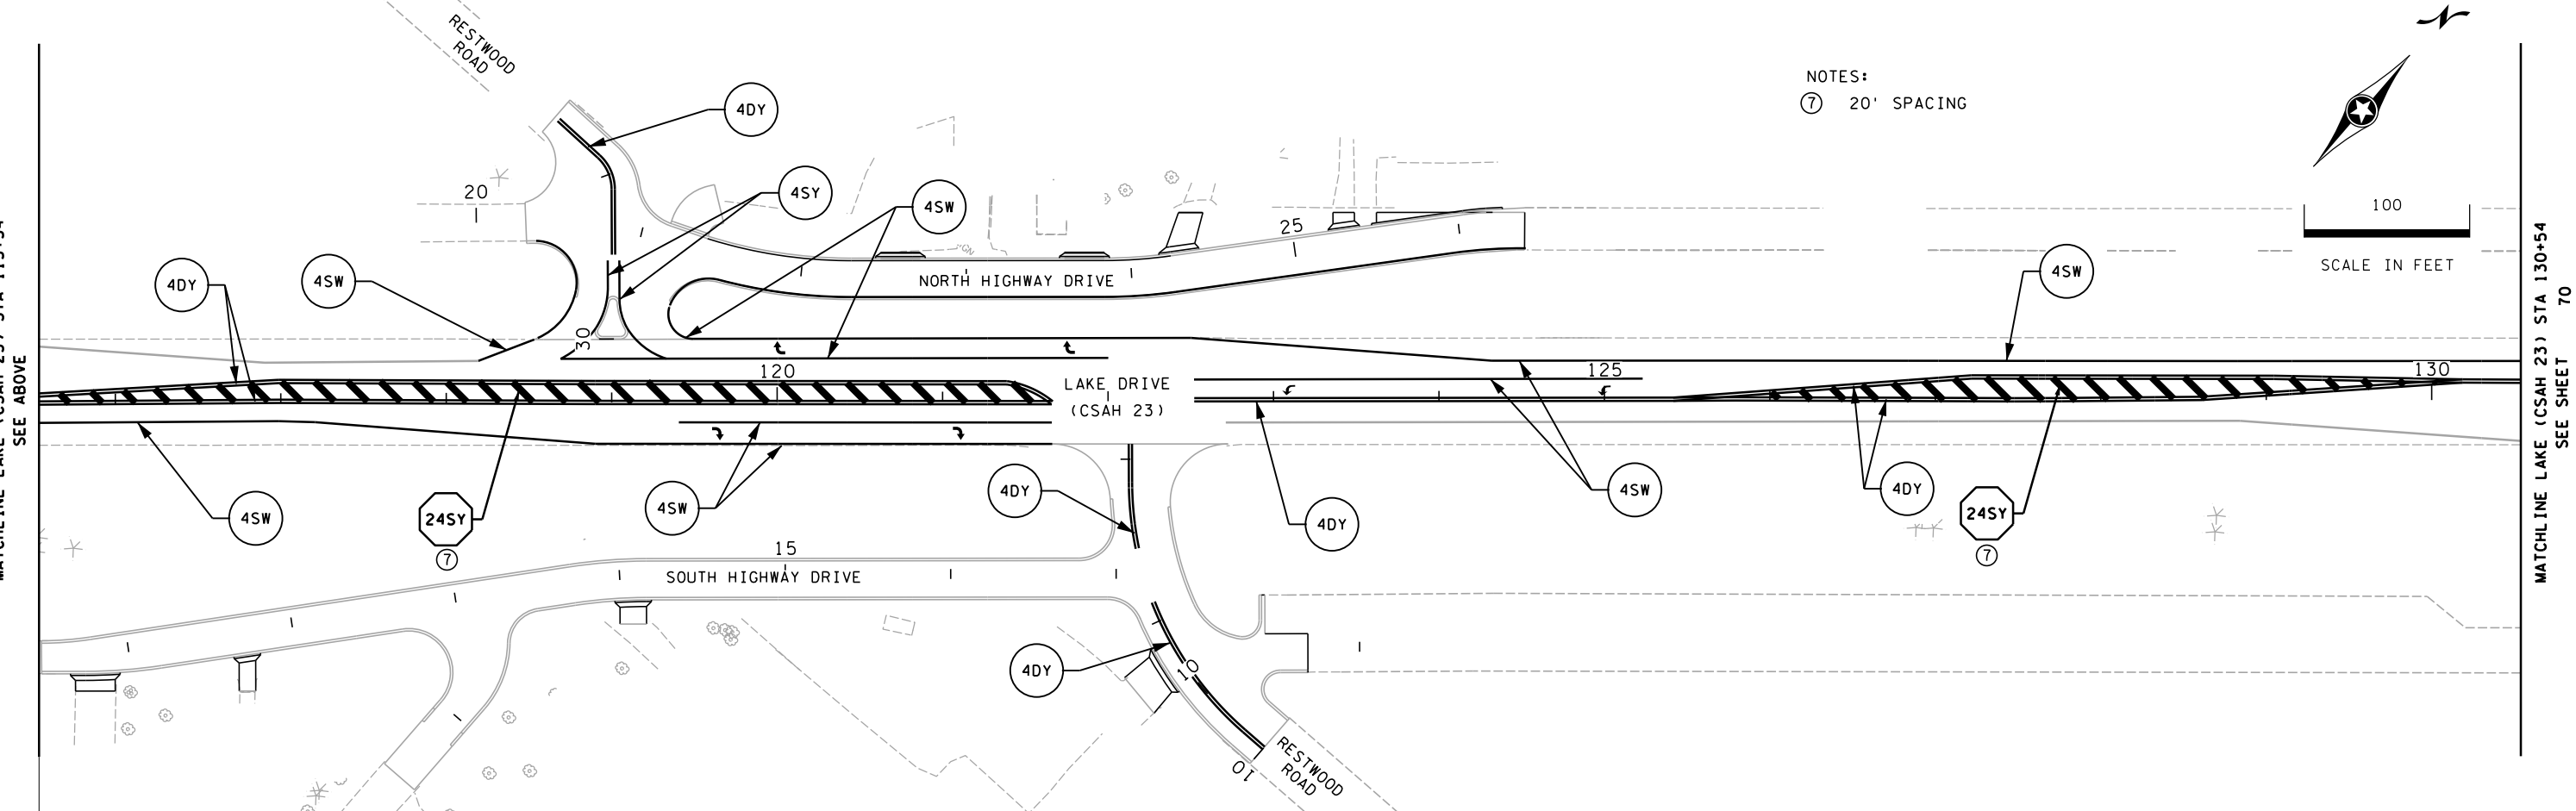 RESTWOOD
ROAD
N
NOTES:
7 20' SPACING
4DY
4SY
4SW
20
25
100
SCALE IN FEET
NORTH HIGHWAY DRIVE
4DY
4SW
4SW
30
120
LAKE DRIVE
(CSAH 23)
125
130
4SW
24SY
7
4SW
4DY
4DY
4SW
4DY
24SY
7
15
SOUTH HIGHWAY DRIVE
4DY
10
10
RESTWOOD
ROAD
SEE ABOVE
MATCHLINE LAKE (CSAH 23) STA 130+54
SEE SHEET 70